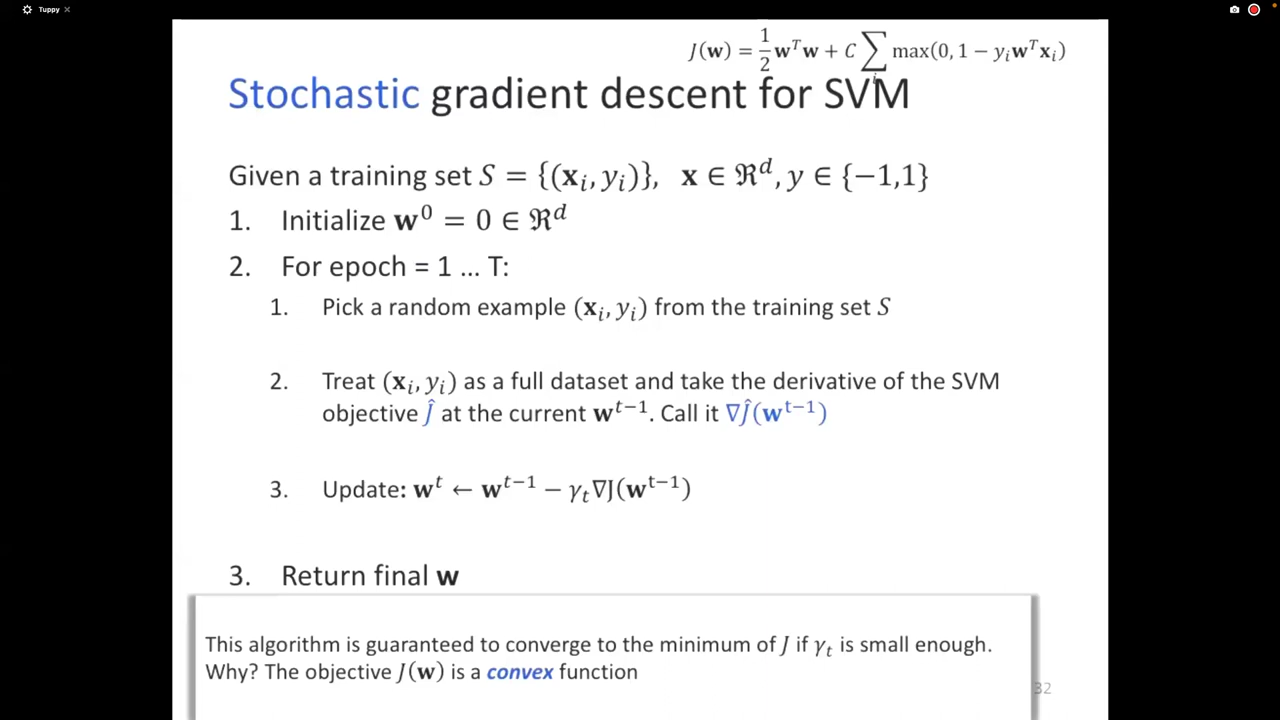 Tuppy ×
J(w) = 1/2 wᵀw + C ∑ᵢ max(0, 1 − yᵢwᵀxᵢ)
Stochastic gradient descent for SVM
Given a training set S = {(xᵢ, yᵢ)}, x ∈ ℜᵈ, y ∈ {−1,1}
1. Initialize w⁰ = 0 ∈ ℜᵈ
2. For epoch = 1 … T:
1. Pick a random example (xᵢ, yᵢ) from the training set S
2. Treat (xᵢ, yᵢ) as a full dataset and take the derivative of the SVM
objective Ĵ at the current wᵗ⁻¹. Call it ∇Ĵ(wᵗ⁻¹)
3. Update: wᵗ ← wᵗ⁻¹ − γₜ∇J(wᵗ⁻¹)
3. Return final w
This algorithm is guaranteed to converge to the minimum of J if γₜ is small enough.
Why? The objective J(w) is a convex function
32